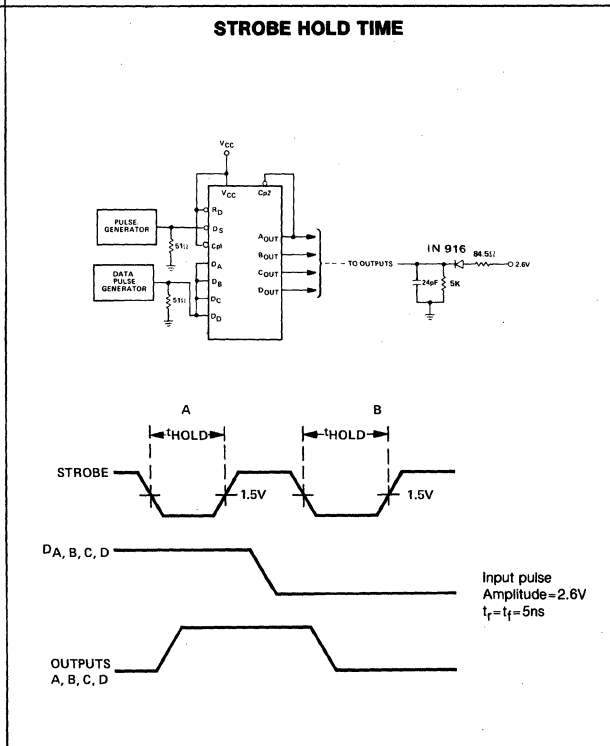 STROBE HOLD TIME
VCC
VCC
Cp2
RD
DS
Cp1
DA
DB
DC
DD
AOUT
BOUT
COUT
DOUT
PULSE
GENERATOR
51Ω
DATA
PULSE
GENERATOR
51Ω
TO OUTPUTS
IN 916
84.5Ω
2.6V
24pF
5K
A
B
tHOLD
tHOLD
STROBE
1.5V
1.5V
DA, B, C, D
Input pulse
Amplitude=2.6V
tr=tf=5ns
OUTPUTS
A, B, C, D